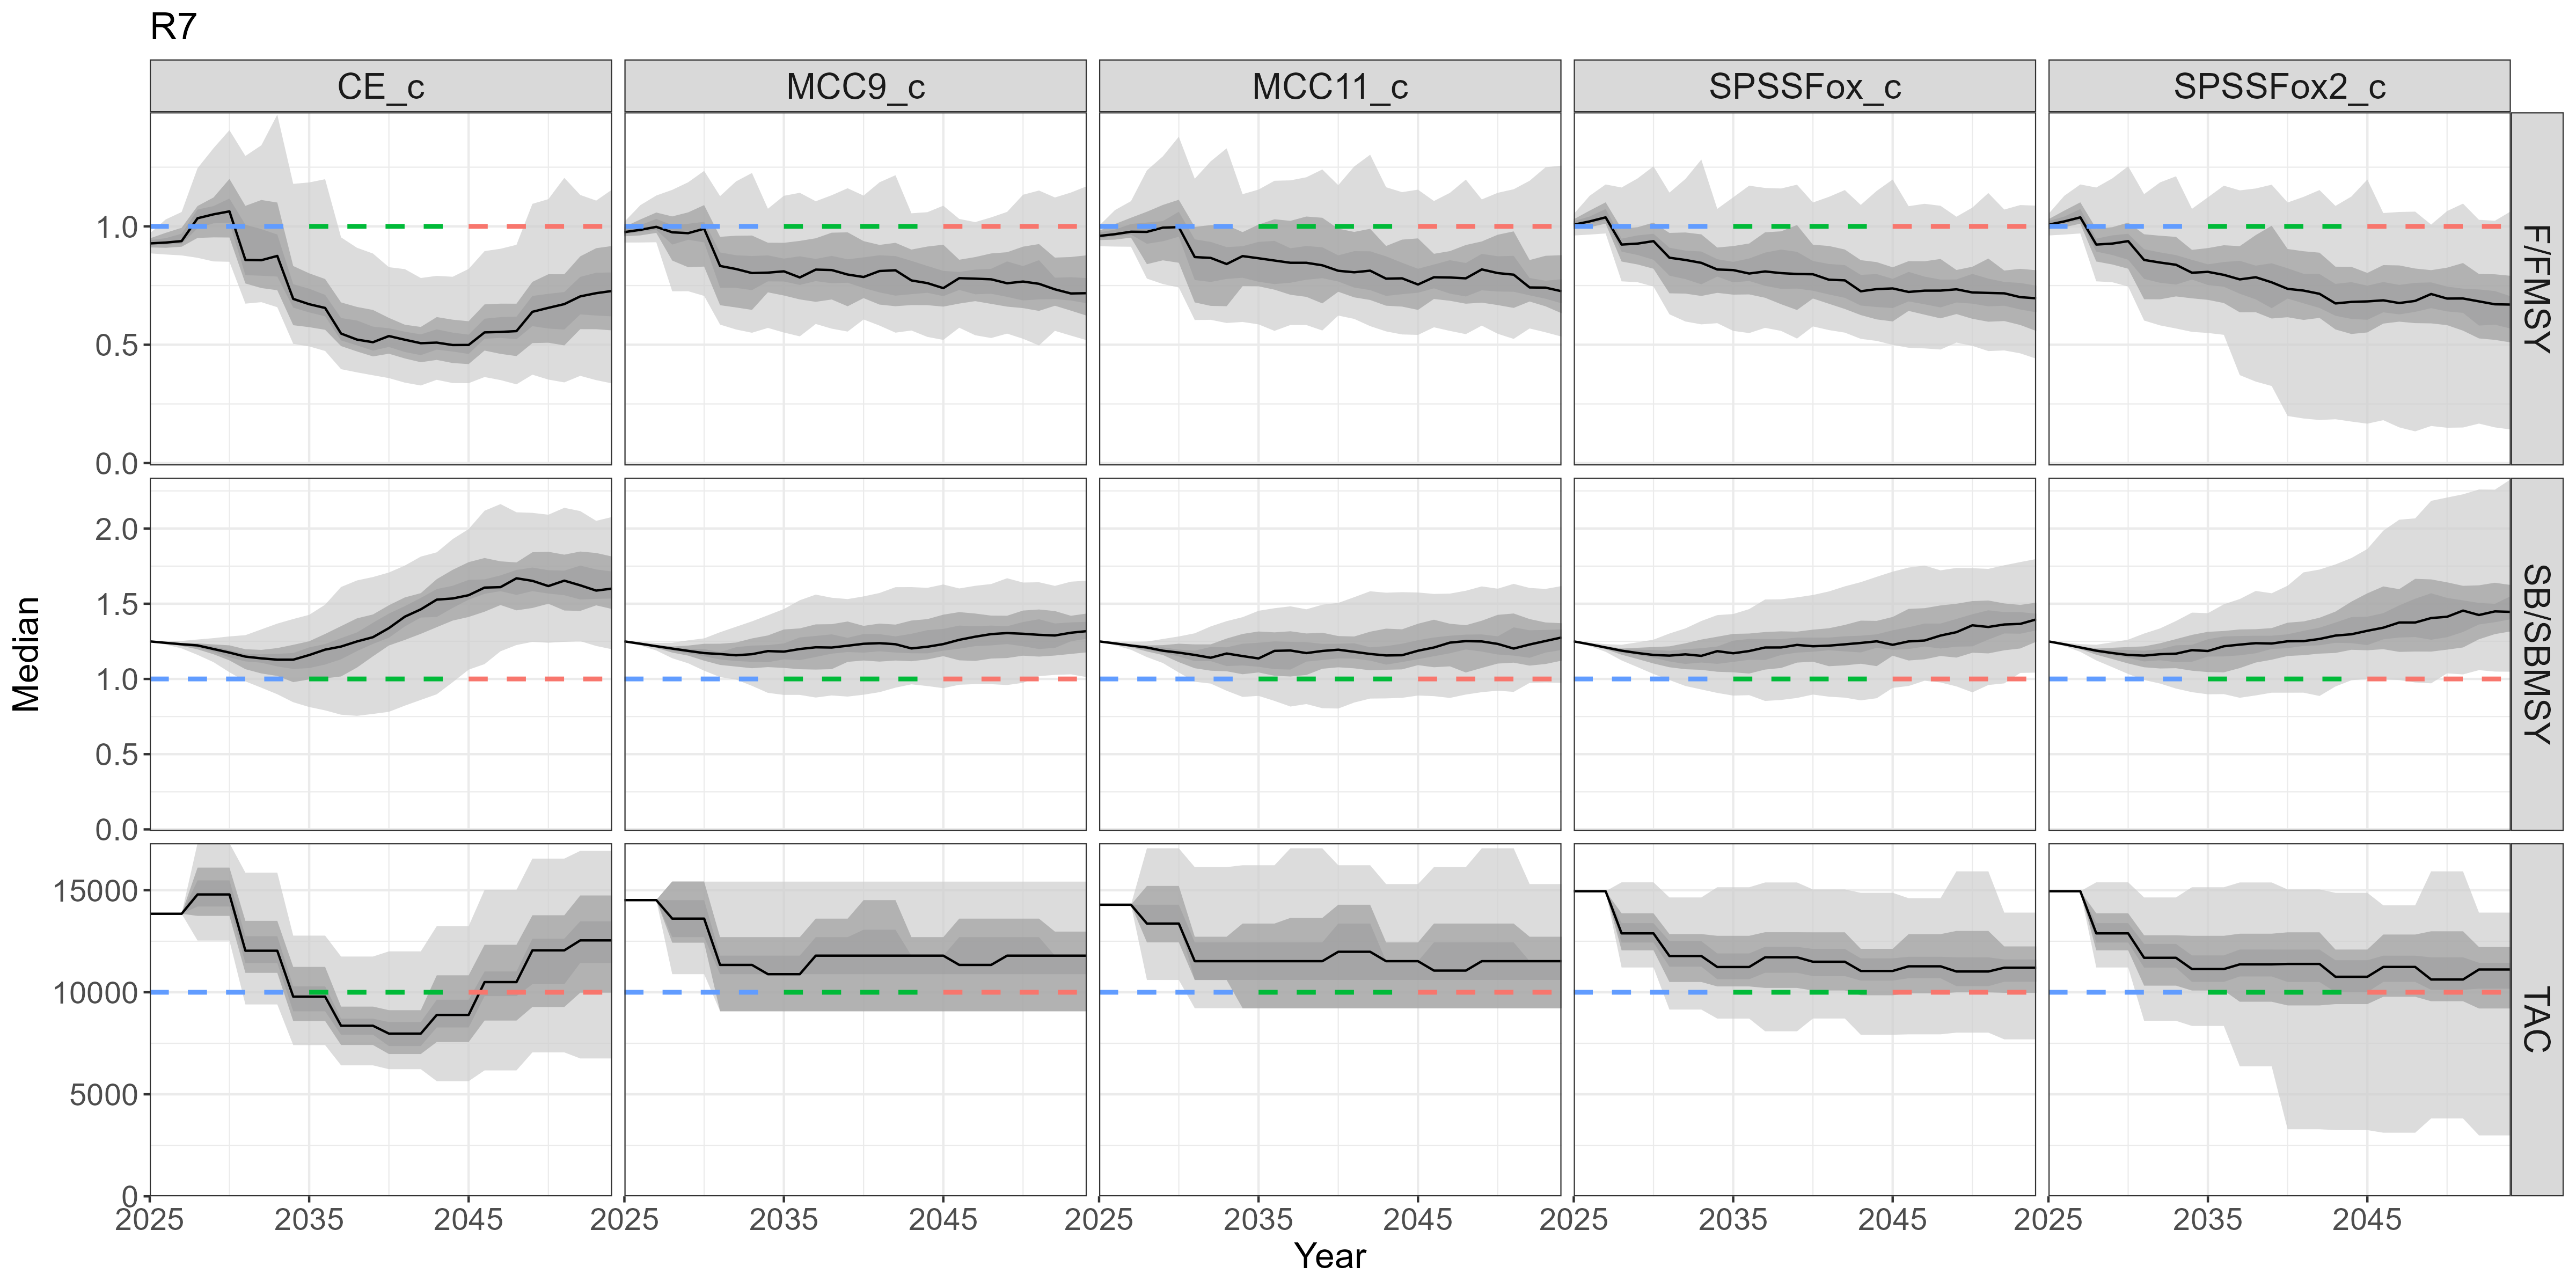 R7
CE_c MCC9_c MCC11_c SPSSFox_c SPSSFox2_c
1.0
0.5
0.0
F/FMSY
2.0
1.5
1.0
0.5
0.0
SB/SBMSY
15000
10000
5000
0
TAC
Median
2025 2035 2045 2025 2035 2045 2025 2035 2045 2025 2035 2045 2025 2035 2045
Year